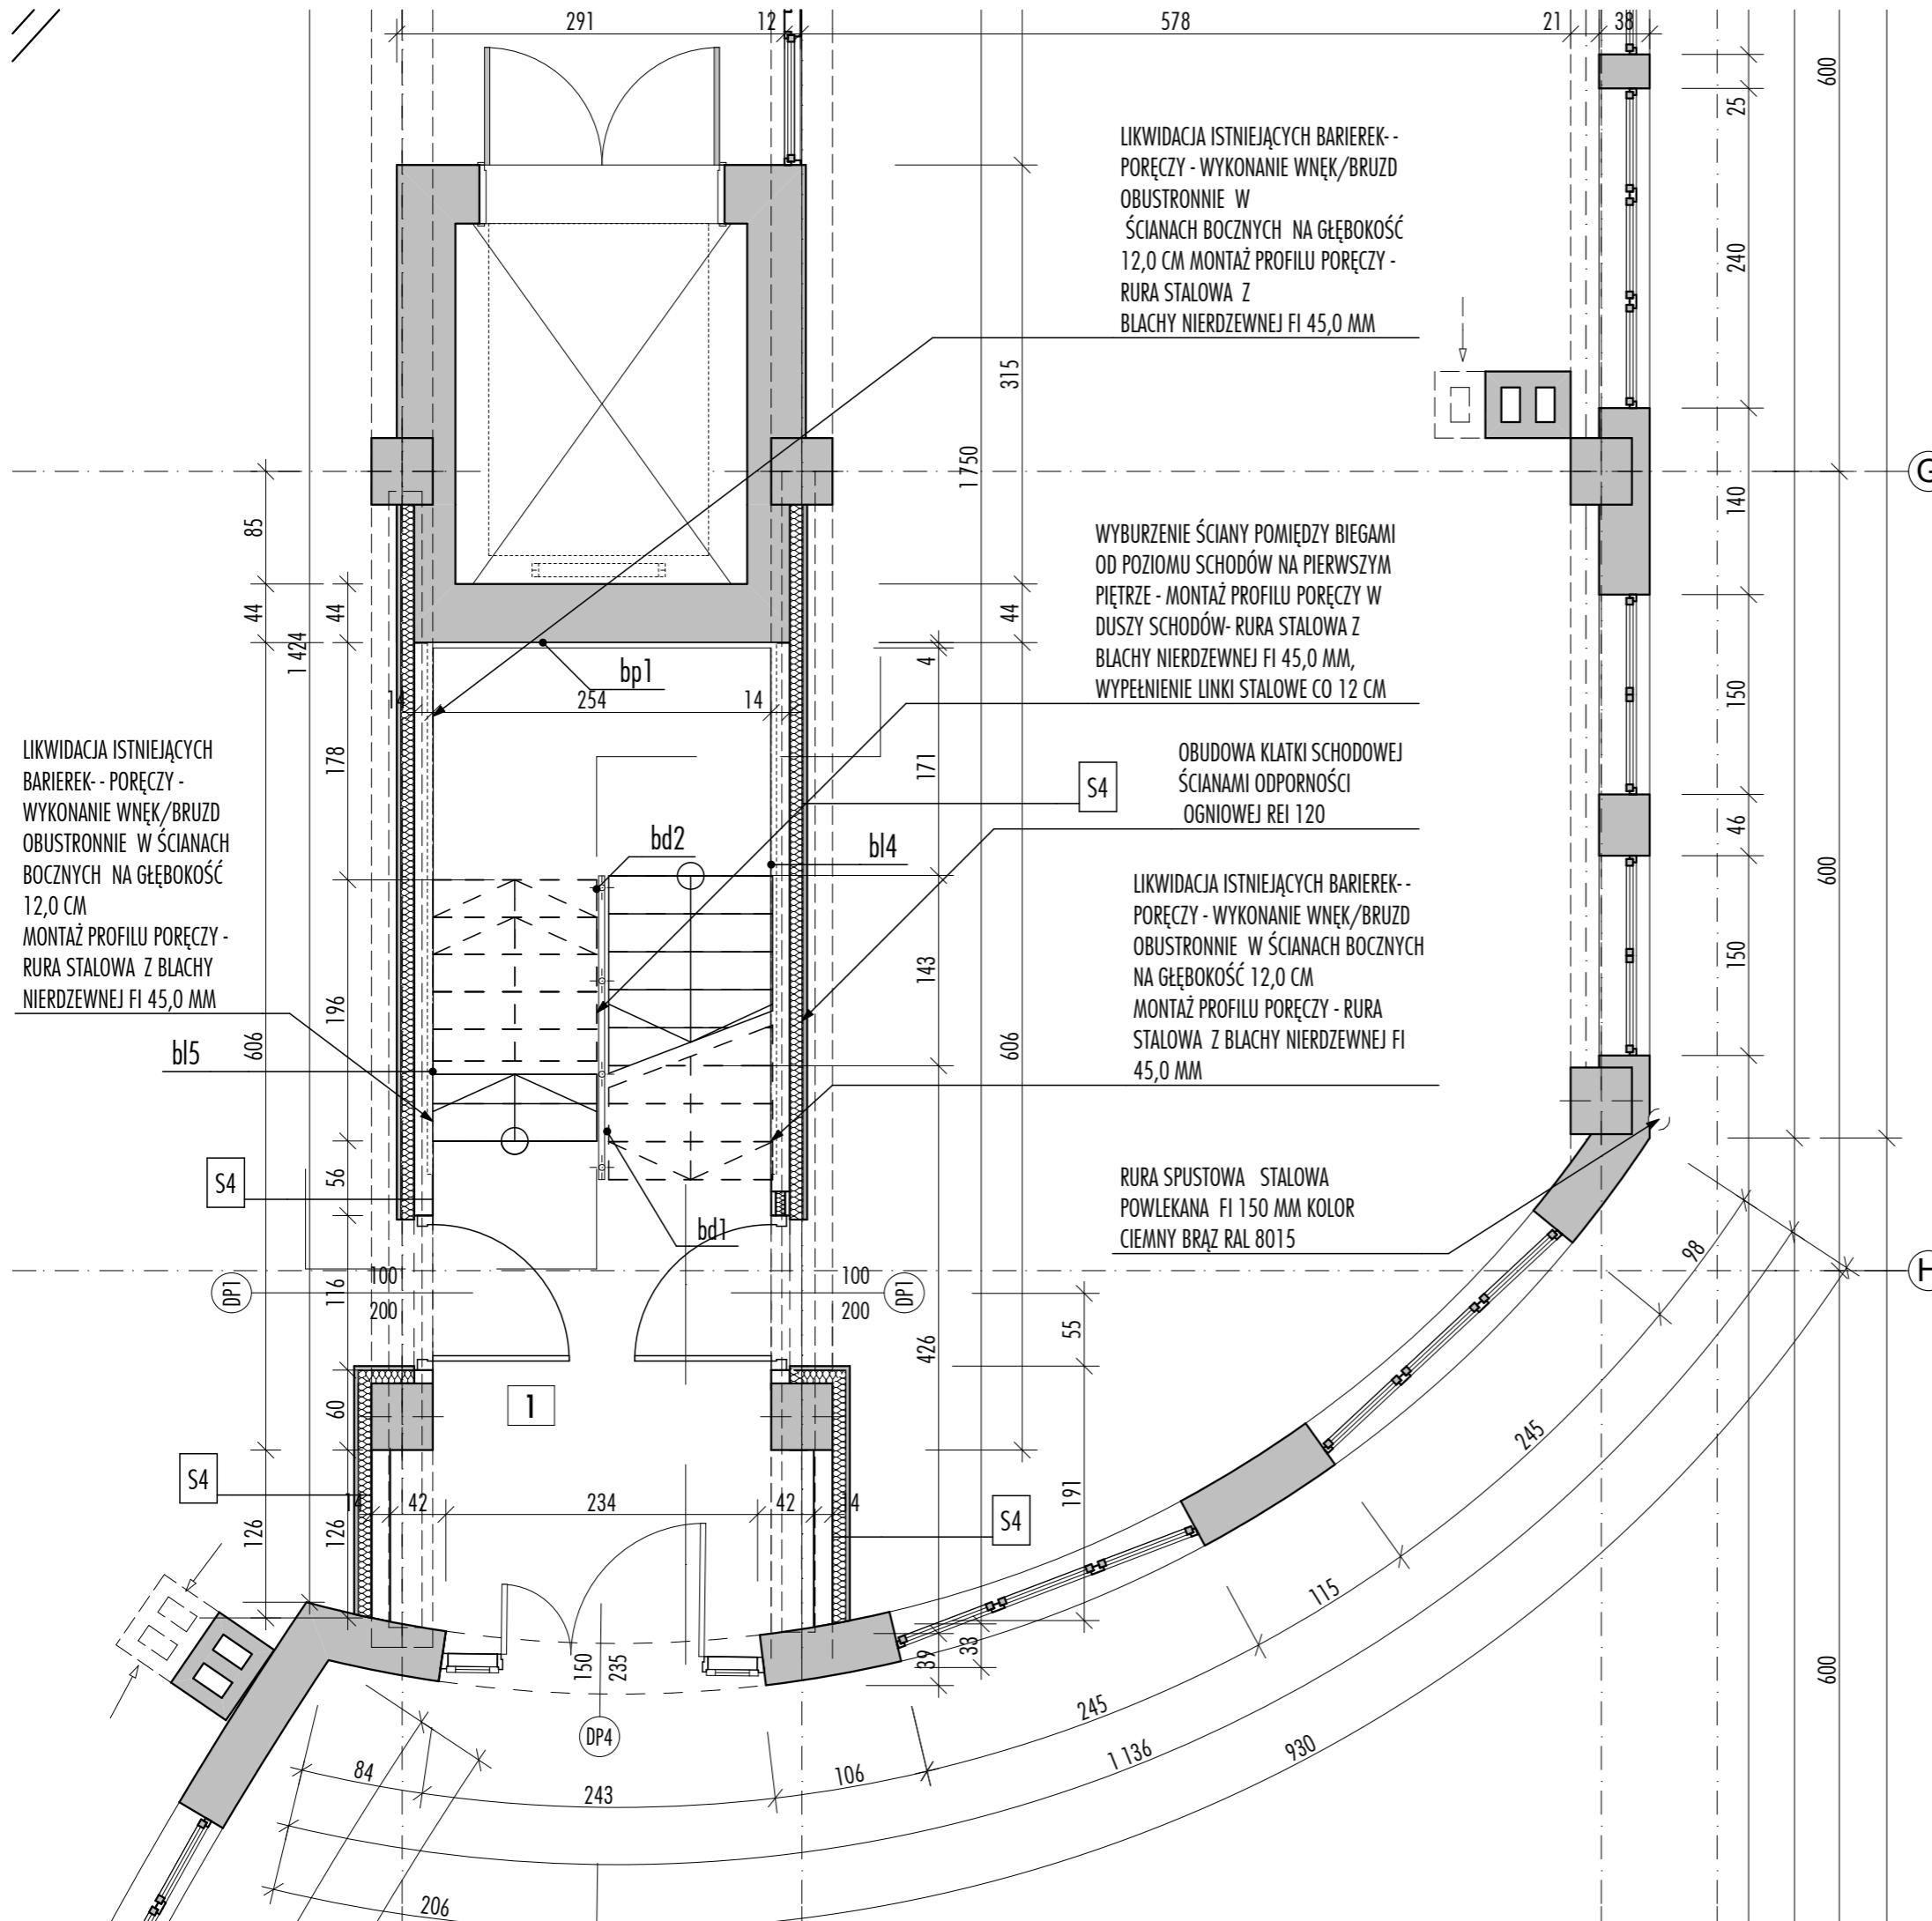 291
12
578
21
38
600
25
LIKWIDACJA ISTNIEJĄCYCH BARIEREK- -
PORĘCZY - WYKONANIE WNĘK/BRUZD
OBUSTRONNIE W
ŚCIANACH BOCZNYCH NA GŁĘBOKOŚĆ
12,0 CM MONTAŻ PROFILU PORĘCZY -
RURA STALOWA Z
BLACHY NIERDZEWNEJ FI 45,0 MM
240
315
1 750
G
140
85
WYBURZENIE ŚCIANY POMIĘDZY BIEGAMI
OD POZIOMU SCHODÓW NA PIERWSZYM
PIĘTRZE - MONTAŻ PROFILU PORĘCZY W
DUSZY SCHODÓW- RURA STALOWA Z
BLACHY NIERDZEWNEJ FI 45,0 MM,
WYPEŁNIENIE LINKI STALOWE CO 12 CM
44
44
44
1 424
4
bp1
14
254
14
150
LIKWIDACJA ISTNIEJĄCYCH
BARIEREK- - PORĘCZY -
WYKONANIE WNĘK/BRUZD
OBUSTRONNIE W ŚCIANACH
BOCZNYCH NA GŁĘBOKOŚĆ
12,0 CM
MONTAŻ PROFILU PORĘCZY -
RURA STALOWA Z BLACHY
NIERDZEWNEJ FI 45,0 MM
178
171
S4
OBUDOWA KLATKI SCHODOWEJ
ŚCIANAMI ODPORNOŚCI
OGNIOWEJ REI 120
46
bd2
bl4
600
LIKWIDACJA ISTNIEJĄCYCH BARIEREK- -
PORĘCZY - WYKONANIE WNĘK/BRUZD
OBUSTRONNIE W ŚCIANACH BOCZNYCH
NA GŁĘBOKOŚĆ 12,0 CM
MONTAŻ PROFILU PORĘCZY - RURA
STALOWA Z BLACHY NIERDZEWNEJ FI
45,0 MM
143
150
196
606
606
bl5
S4
56
RURA SPUSTOWA STALOWA
POWLEKANA FI 150 MM KOLOR
CIEMNY BRĄZ RAL 8015
bd1
98
H
DP1
116
100
200
100
200
DP1
55
426
60
1
245
S4
14
42
234
42
14
S4
191
126
126
115
150
235
39
33
600
DP4
245
1 136
930
84
243
106
206